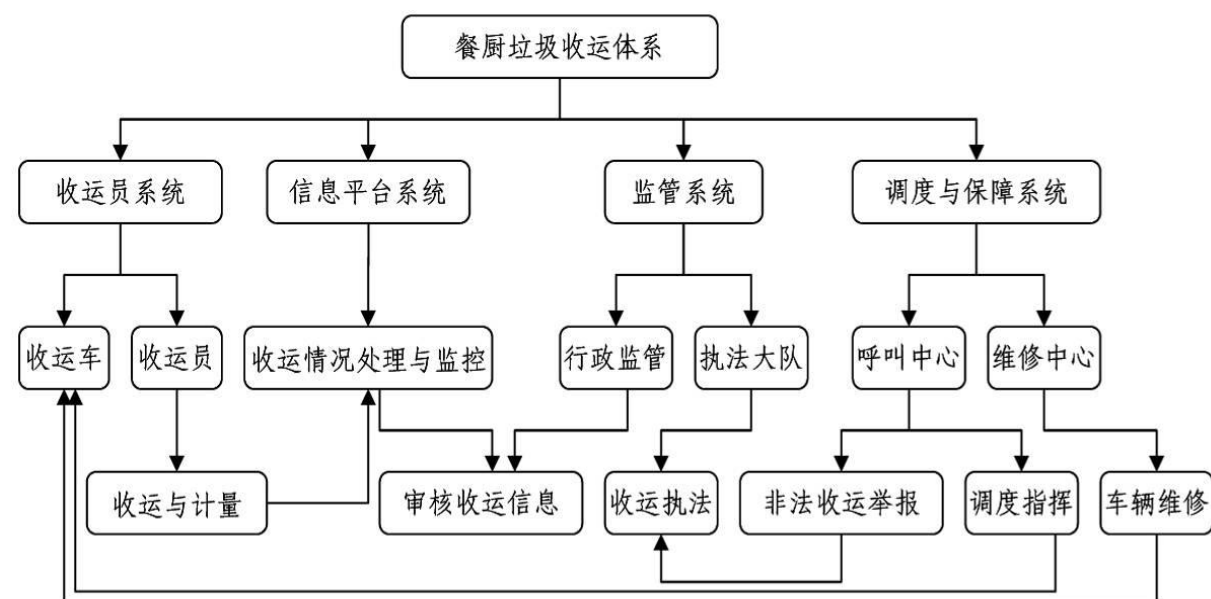 餐厨垃圾收运体系
收运员系统
信息平台系统
监管系统
调度与保障系统
收运车
收运员
收运情况处理与监控
行政监管
执法大队
呼叫中心
维修中心
收运与计量
审核收运信息
收运执法
非法收运举报
调度指挥
车辆维修